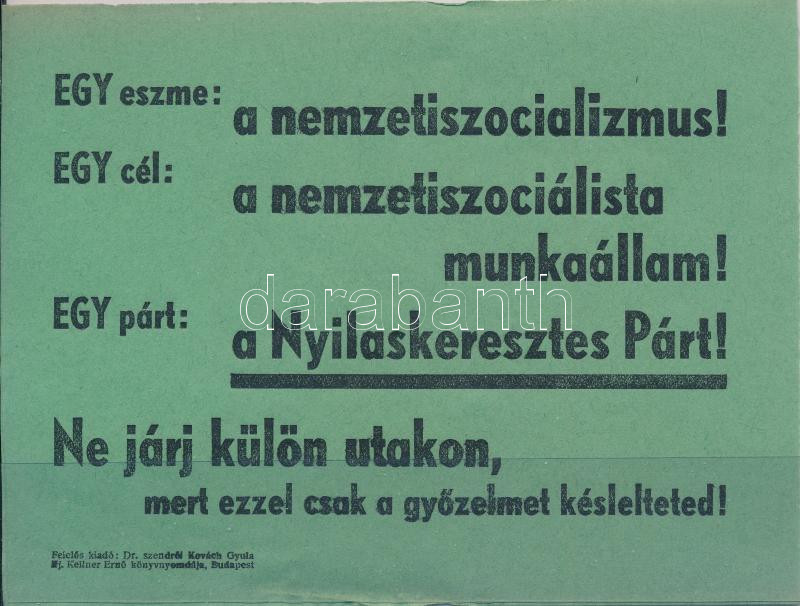 EGY eszme:
a nemzetiszocializmus!
EGY cél:
a nemzetiszociálista
munkaállam!
darabanth
EGY párt:
a Nyilaskeresztes Párt!
Ne járj külön utakon,
mert ezzel csak a győzelmet késlelteted!
Felelős kiadó: Dr. szendrői Kovách Gyula
Ifj. Kellner Ernő könyvnyomdája, Budapest